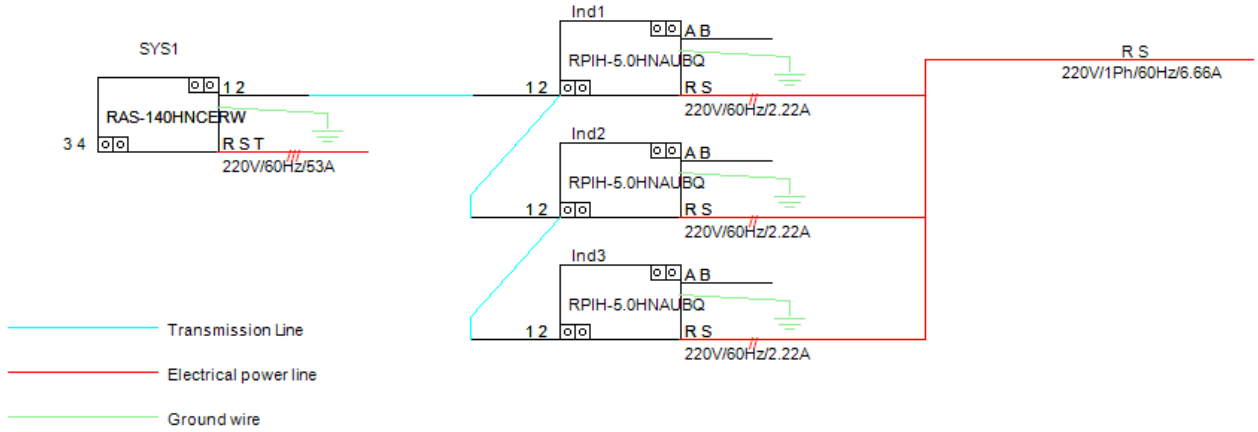 SYS1
1 2
RAS-140HNCERW
3 4
R S T
220V/60Hz/53A
Ind1
A B
RPIH-5.0HNAUBQ
1 2
R S
220V/60Hz/2.22A
Ind2
A B
RPIH-5.0HNAUBQ
1 2
R S
220V/60Hz/2.22A
Ind3
A B
RPIH-5.0HNAUBQ
1 2
R S
220V/60Hz/2.22A
R S
220V/1Ph/60Hz/6.66A
Transmission Line
Electrical power line
Ground wire